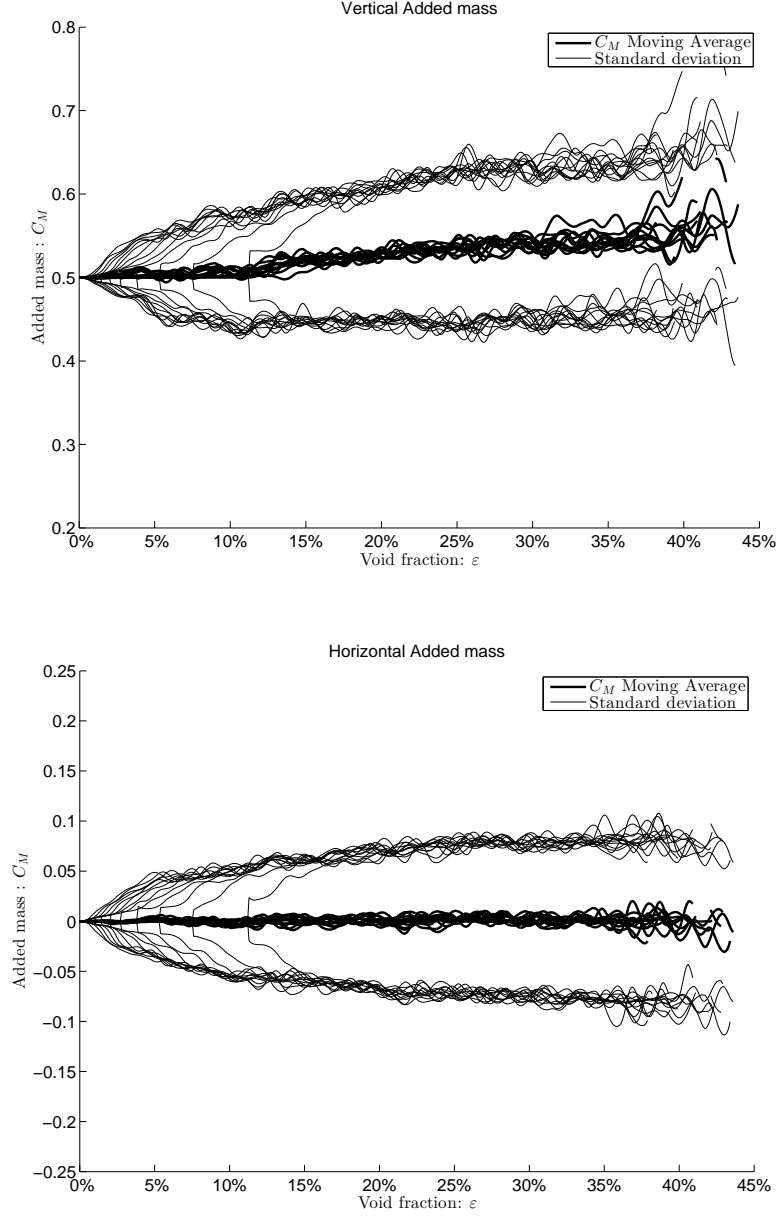 Vertical Added mass
0.8
0.7
0.6
0.5
0.4
0.3
0.2
Added mass : C_M
C_M Moving Average
Standard deviation
0% 5% 10% 15% 20% 25% 30% 35% 40% 45%
Void fraction: ε
Horizontal Added mass
0.25
0.2
0.15
0.1
0.05
0
−0.05
−0.1
−0.15
−0.2
−0.25
Added mass : C_M
C_M Moving Average
Standard deviation
0% 5% 10% 15% 20% 25% 30% 35% 40% 45%
Void fraction: ε